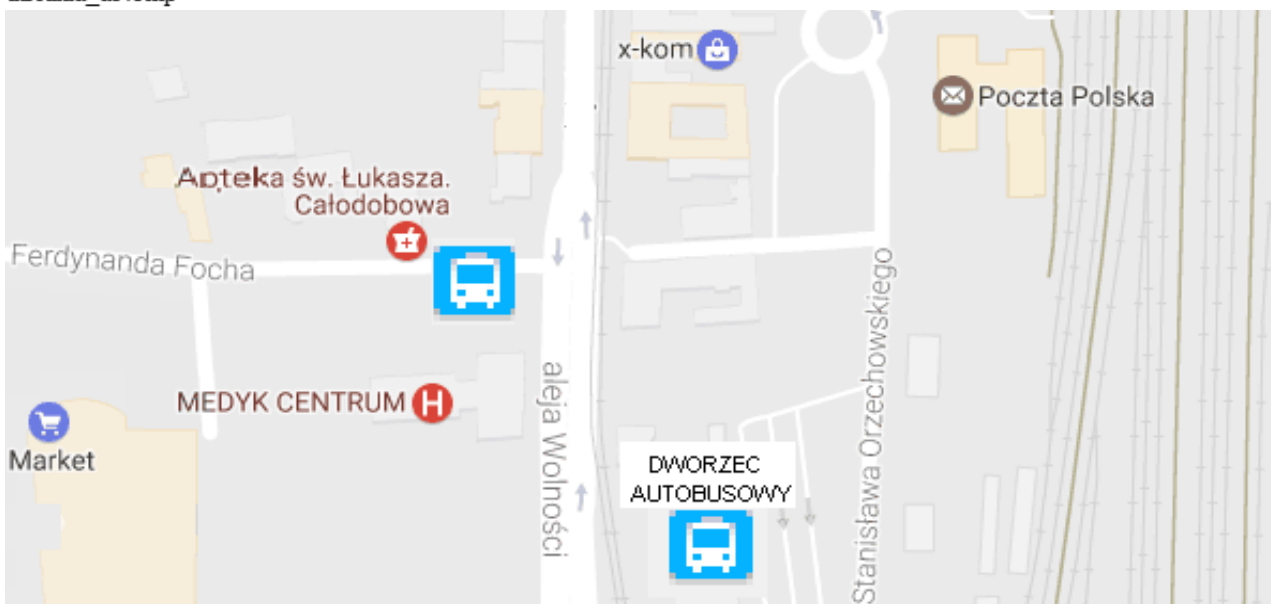 x-kom
Poczta Polska
Apteka św. Łukasza.
Całodobowa
Ferdynanda Focha
aleja Wolności
Stanisława Orzechowskiego
MEDYK CENTRUM H
Market
DWORZEC
AUTOBUSOWY